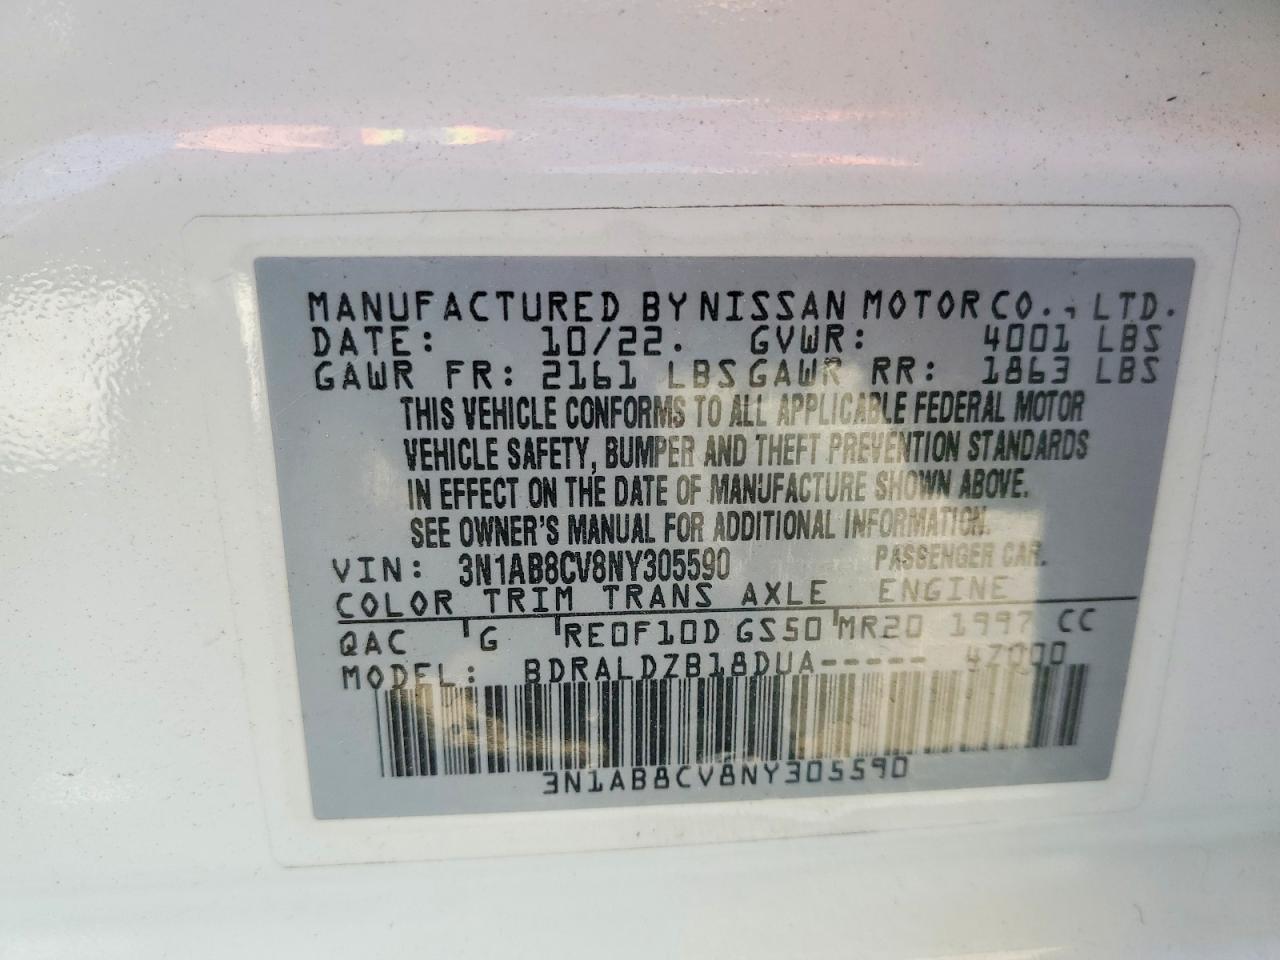 MANUFACTURED BY NISSAN MOTOR CO., LTD.
DATE: 10/22. GVWR: 4001 LBS
GAWR FR: 2161 LBS GAWR RR: 1863 LBS
THIS VEHICLE CONFORMS TO ALL APPLICABLE FEDERAL MOTOR
VEHICLE SAFETY, BUMPER AND THEFT PREVENTION STANDARDS
IN EFFECT ON THE DATE OF MANUFACTURE SHOWN ABOVE.
SEE OWNER'S MANUAL FOR ADDITIONAL INFORMATION.
VIN: 3N1AB8CV8NY305590 PASSENGER CAR.
COLOR TRIM TRANS AXLE ENGINE
QAC G RE0F10D GS50 MR20 1997 CC
MODEL: BDRALDZB18DUA----- 4Z000
3N1AB8CV8NY305590